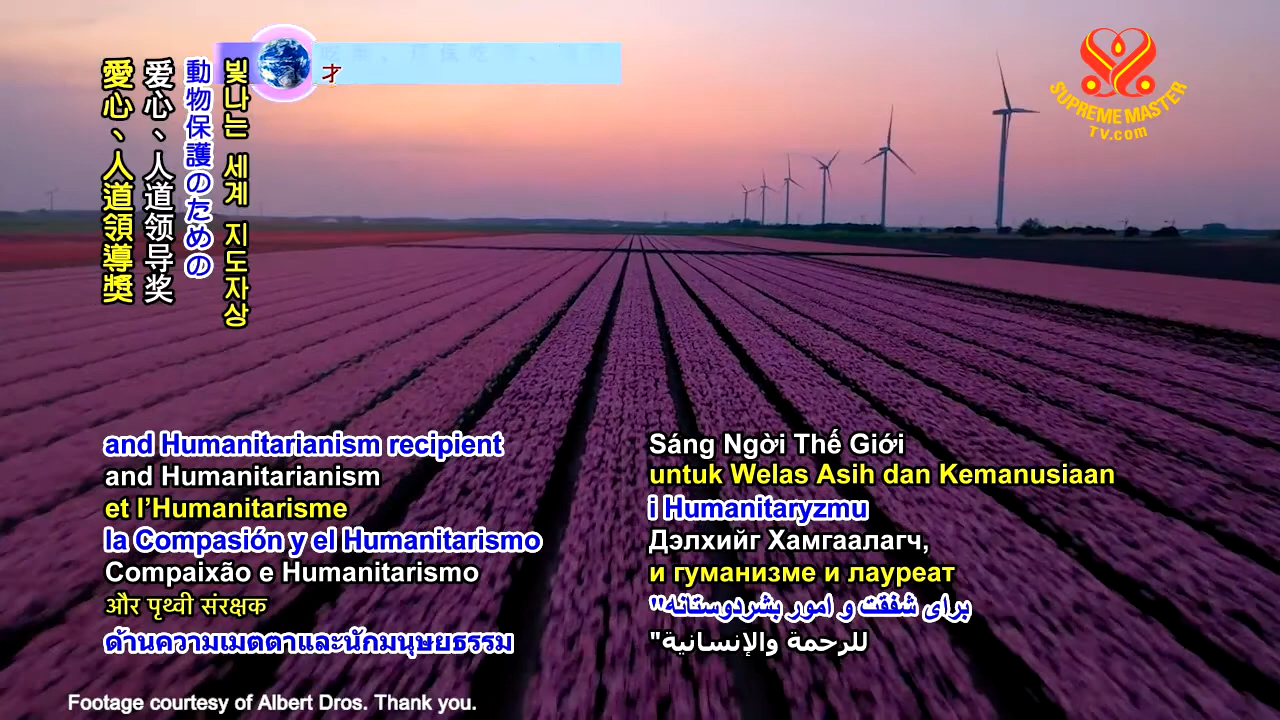 才
SUPREME MASTER
TV.com
愛心、人道領導獎
爱心、人道领导奖
動物保護のための
빛나는 세계 지도자상
and Humanitarianism recipient
and Humanitarianism
et l’Humanitarisme
la Compasión y el Humanitarismo
Compaixão e Humanitarismo
और पृथ्वी संरक्षक
ด้านความเมตตาและนักมนุษยธรรม
Sáng Ngời Thế Giới
untuk Welas Asih dan Kemanusiaan
i Humanitaryzmu
Дэлхийг Хамгаалагч,
и гуманизме и лауреат
برای شفقت و امور بشردوستانه"
للرحمة والإنسانية"
Footage courtesy of Albert Dros. Thank you.